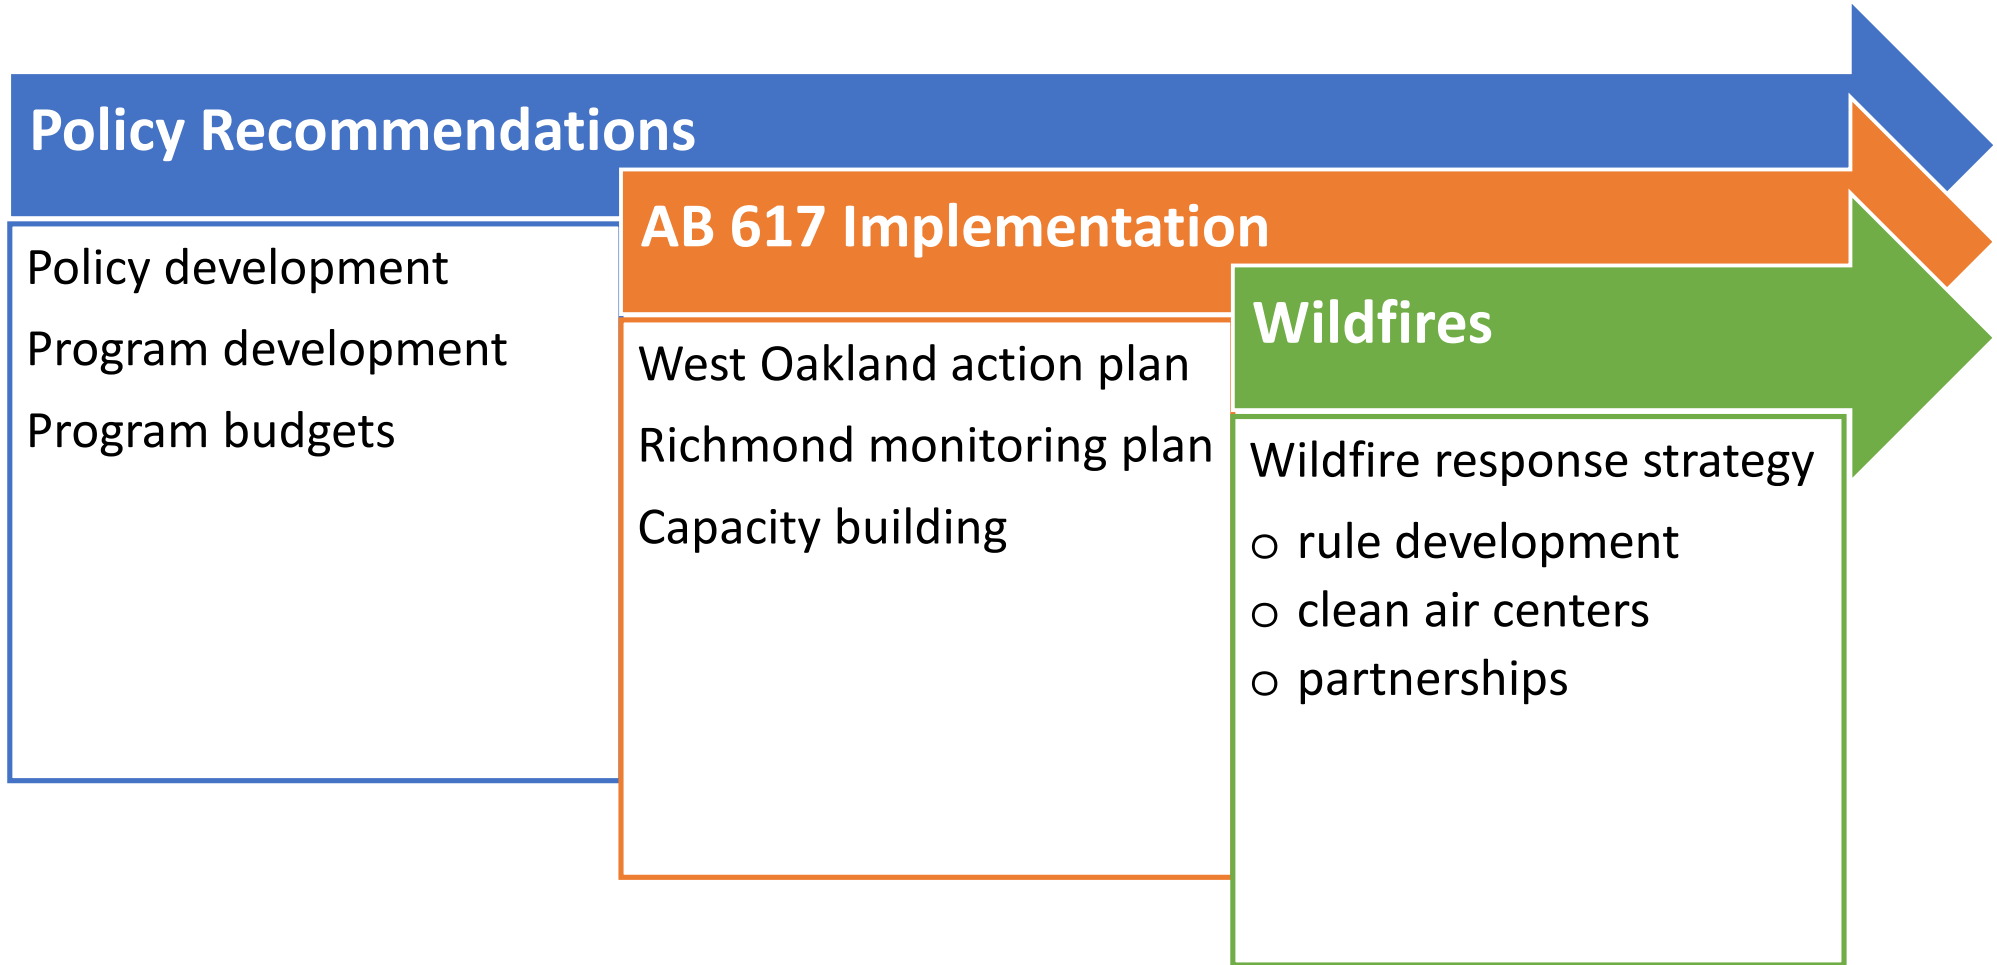 Policy Recommendations
Policy development
Program development
Program budgets
AB 617 Implementation
West Oakland action plan
Richmond monitoring plan
Capacity building
Wildfires
Wildfire response strategy
o rule development
o clean air centers
o partnerships